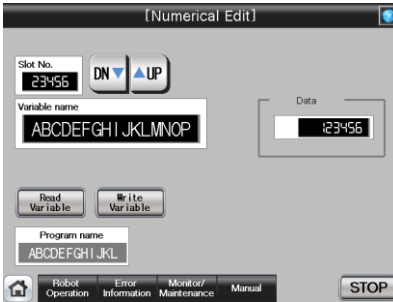 [Numerical Edit]
?
Slot No.
23456
DN▼
▲UP
Variable name
ABCDEFGHIJKLMNOP
Data
123456
Read
Variable
Write
Variable
Program name
ABCDEFGHIJKL
Robot
Operation
Error
Information
Monitor/
Maintenance
Manual
STOP